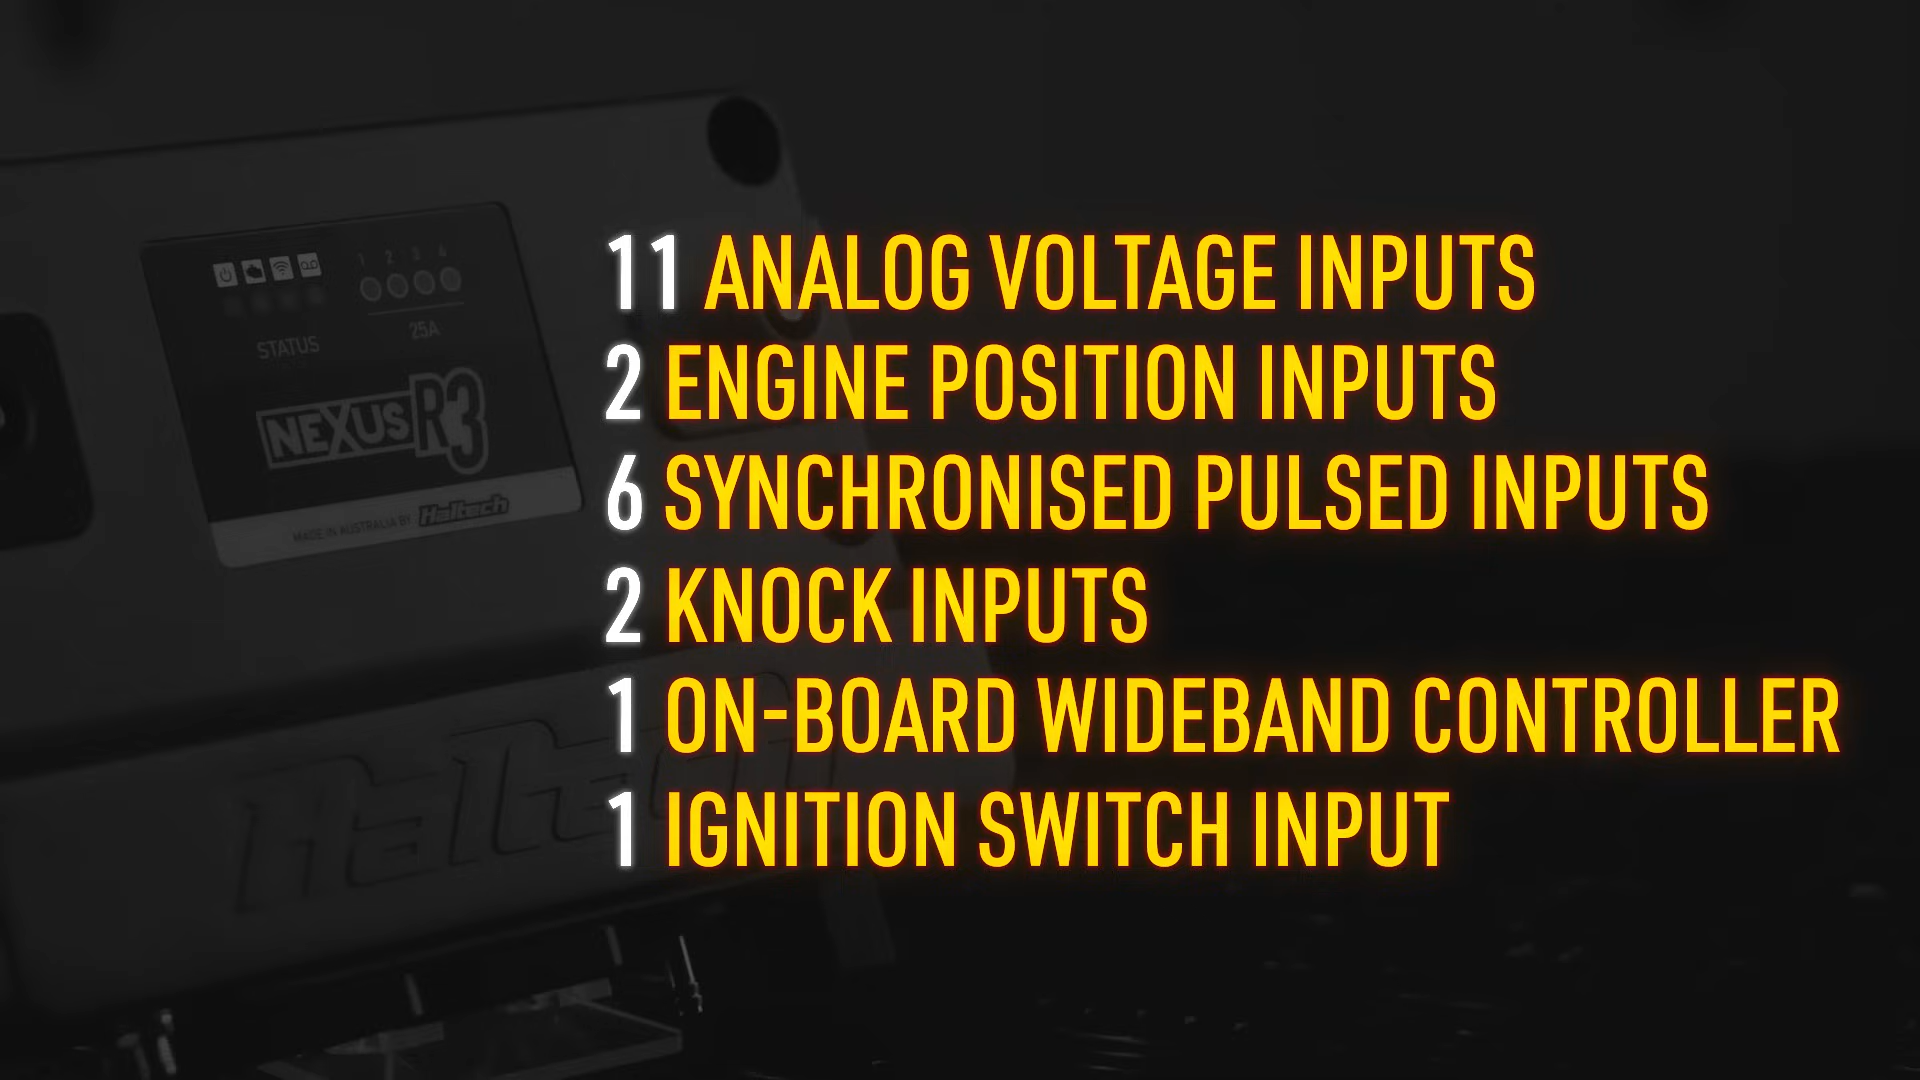 1 2 3 4
STATUS
25A
NEXUS R3
MADE IN AUSTRALIA BY Haltech
Haltech
11 ANALOG VOLTAGE INPUTS
2 ENGINE POSITION INPUTS
6 SYNCHRONISED PULSED INPUTS
2 KNOCK INPUTS
1 ON-BOARD WIDEBAND CONTROLLER
1 IGNITION SWITCH INPUT